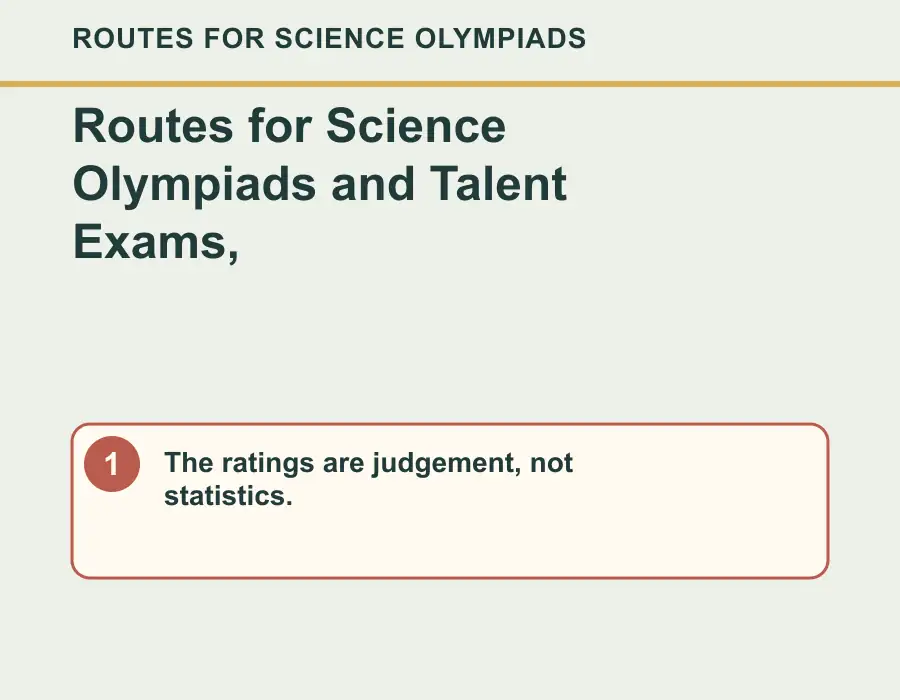 ROUTES FOR SCIENCE OLYMPIADS
Routes for Science
Olympiads and Talent
Exams,
1
The ratings are judgement, not
statistics.